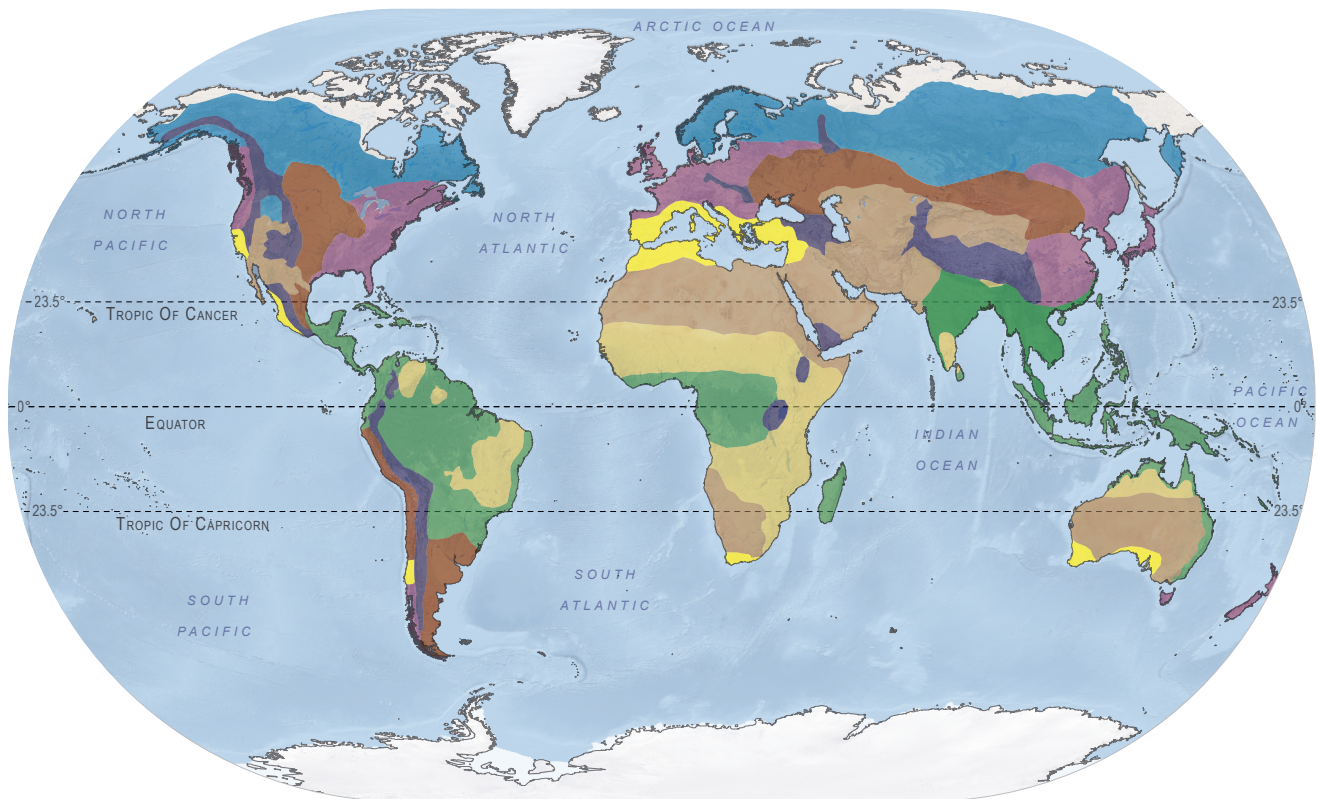 ARCTIC OCEAN
NORTH
PACIFIC
NORTH
ATLANTIC
23.5°
TROPIC OF CANCER
23.5°
PACIFIC
OCEAN
0°
EQUATOR
0°
INDIAN
OCEAN
23.5°
TROPIC OF CAPRICORN
23.5°
SOUTH
PACIFIC
SOUTH
ATLANTIC